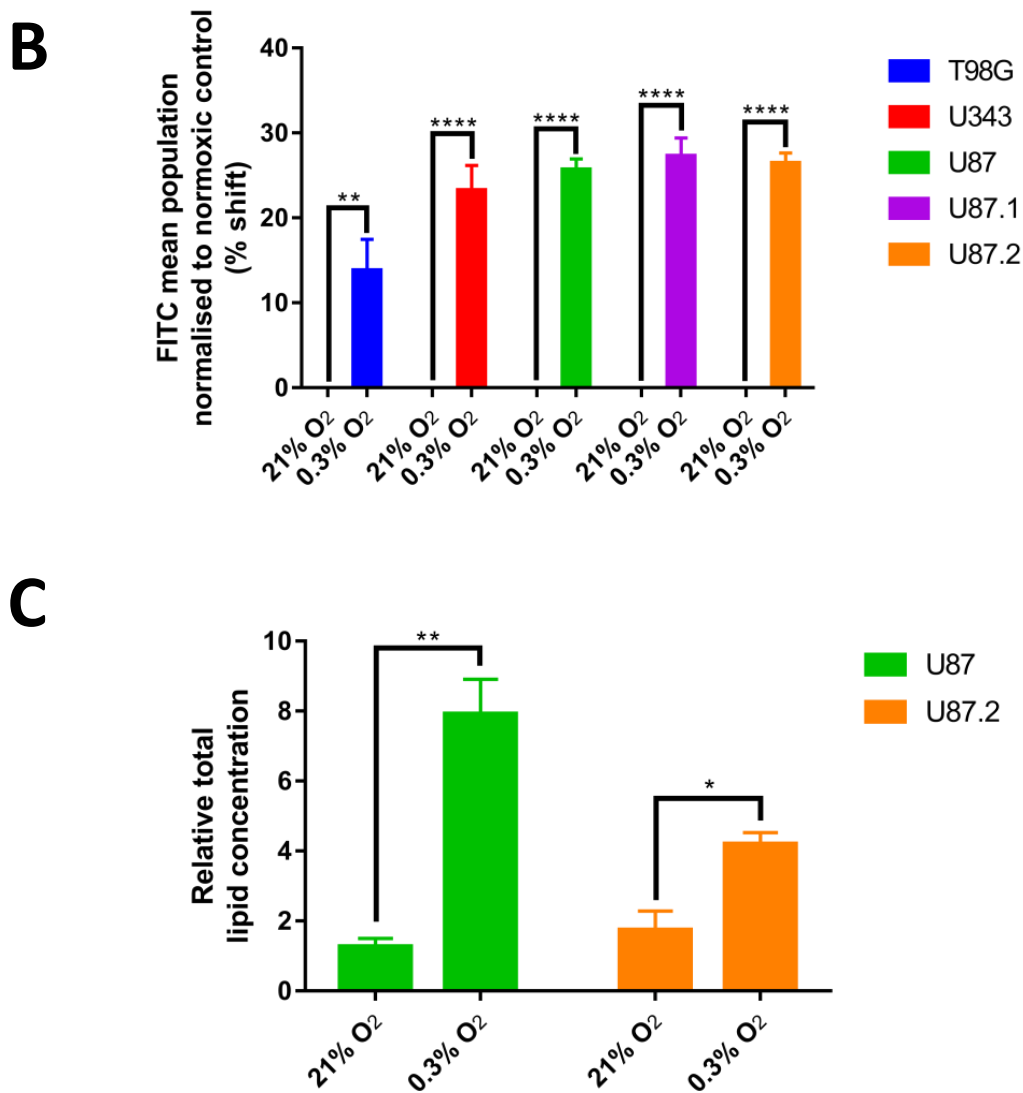 B
FITC mean population
normalised to normoxic control
(% shift)
40
30
20
10
0
**
****
****
****
****
21% O2
0.3% O2
21% O2
0.3% O2
21% O2
0.3% O2
21% O2
0.3% O2
21% O2
0.3% O2
T98G
U343
U87
U87.1
U87.2
C
Relative total
lipid concentration
10
8
6
4
2
0
**
*
21% O2
0.3% O2
21% O2
0.3% O2
U87
U87.2